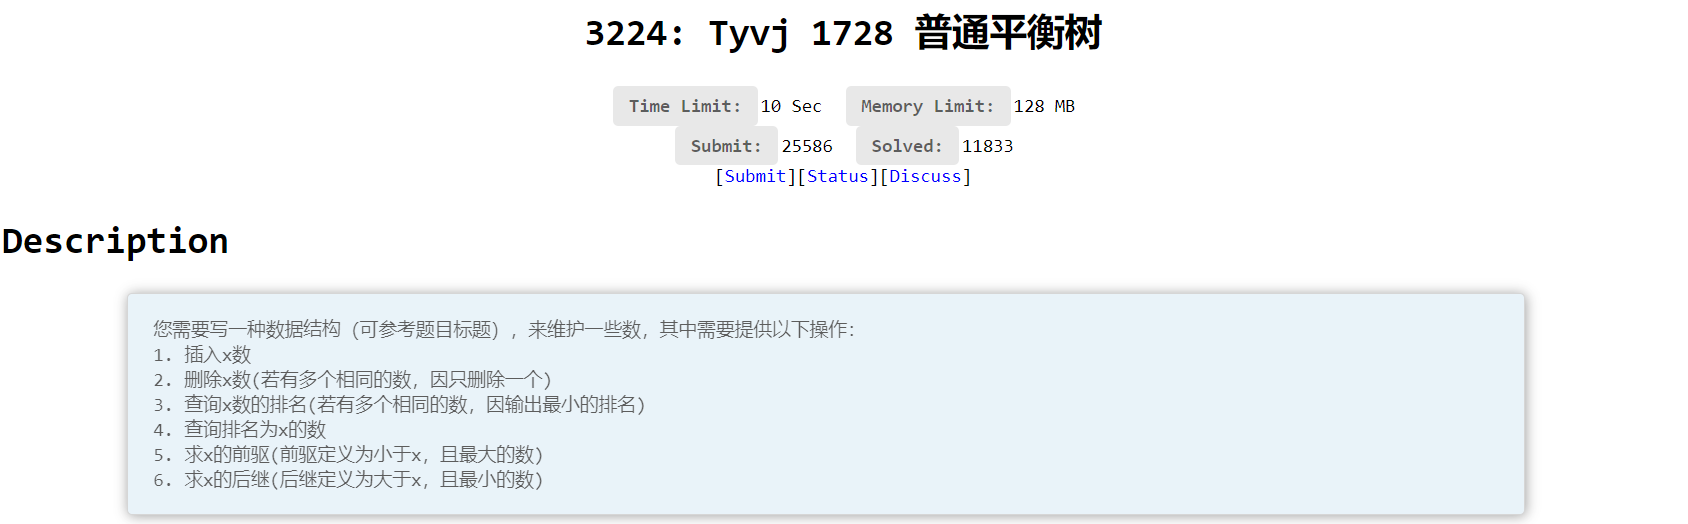 3224: Tyvj 1728 普通平衡树
Time Limit: 10 Sec Memory Limit: 128 MB
Submit: 25586 Solved: 11833
[Submit][Status][Discuss]
Description
您需要写一种数据结构（可参考题目标题），来维护一些数，其中需要提供以下操作：
1. 插入x数
2. 删除x数(若有多个相同的数，因只删除一个)
3. 查询x数的排名(若有多个相同的数，因输出最小的排名)
4. 查询排名为x的数
5. 求x的前驱(前驱定义为小于x，且最大的数)
6. 求x的后继(后继定义为大于x，且最小的数)